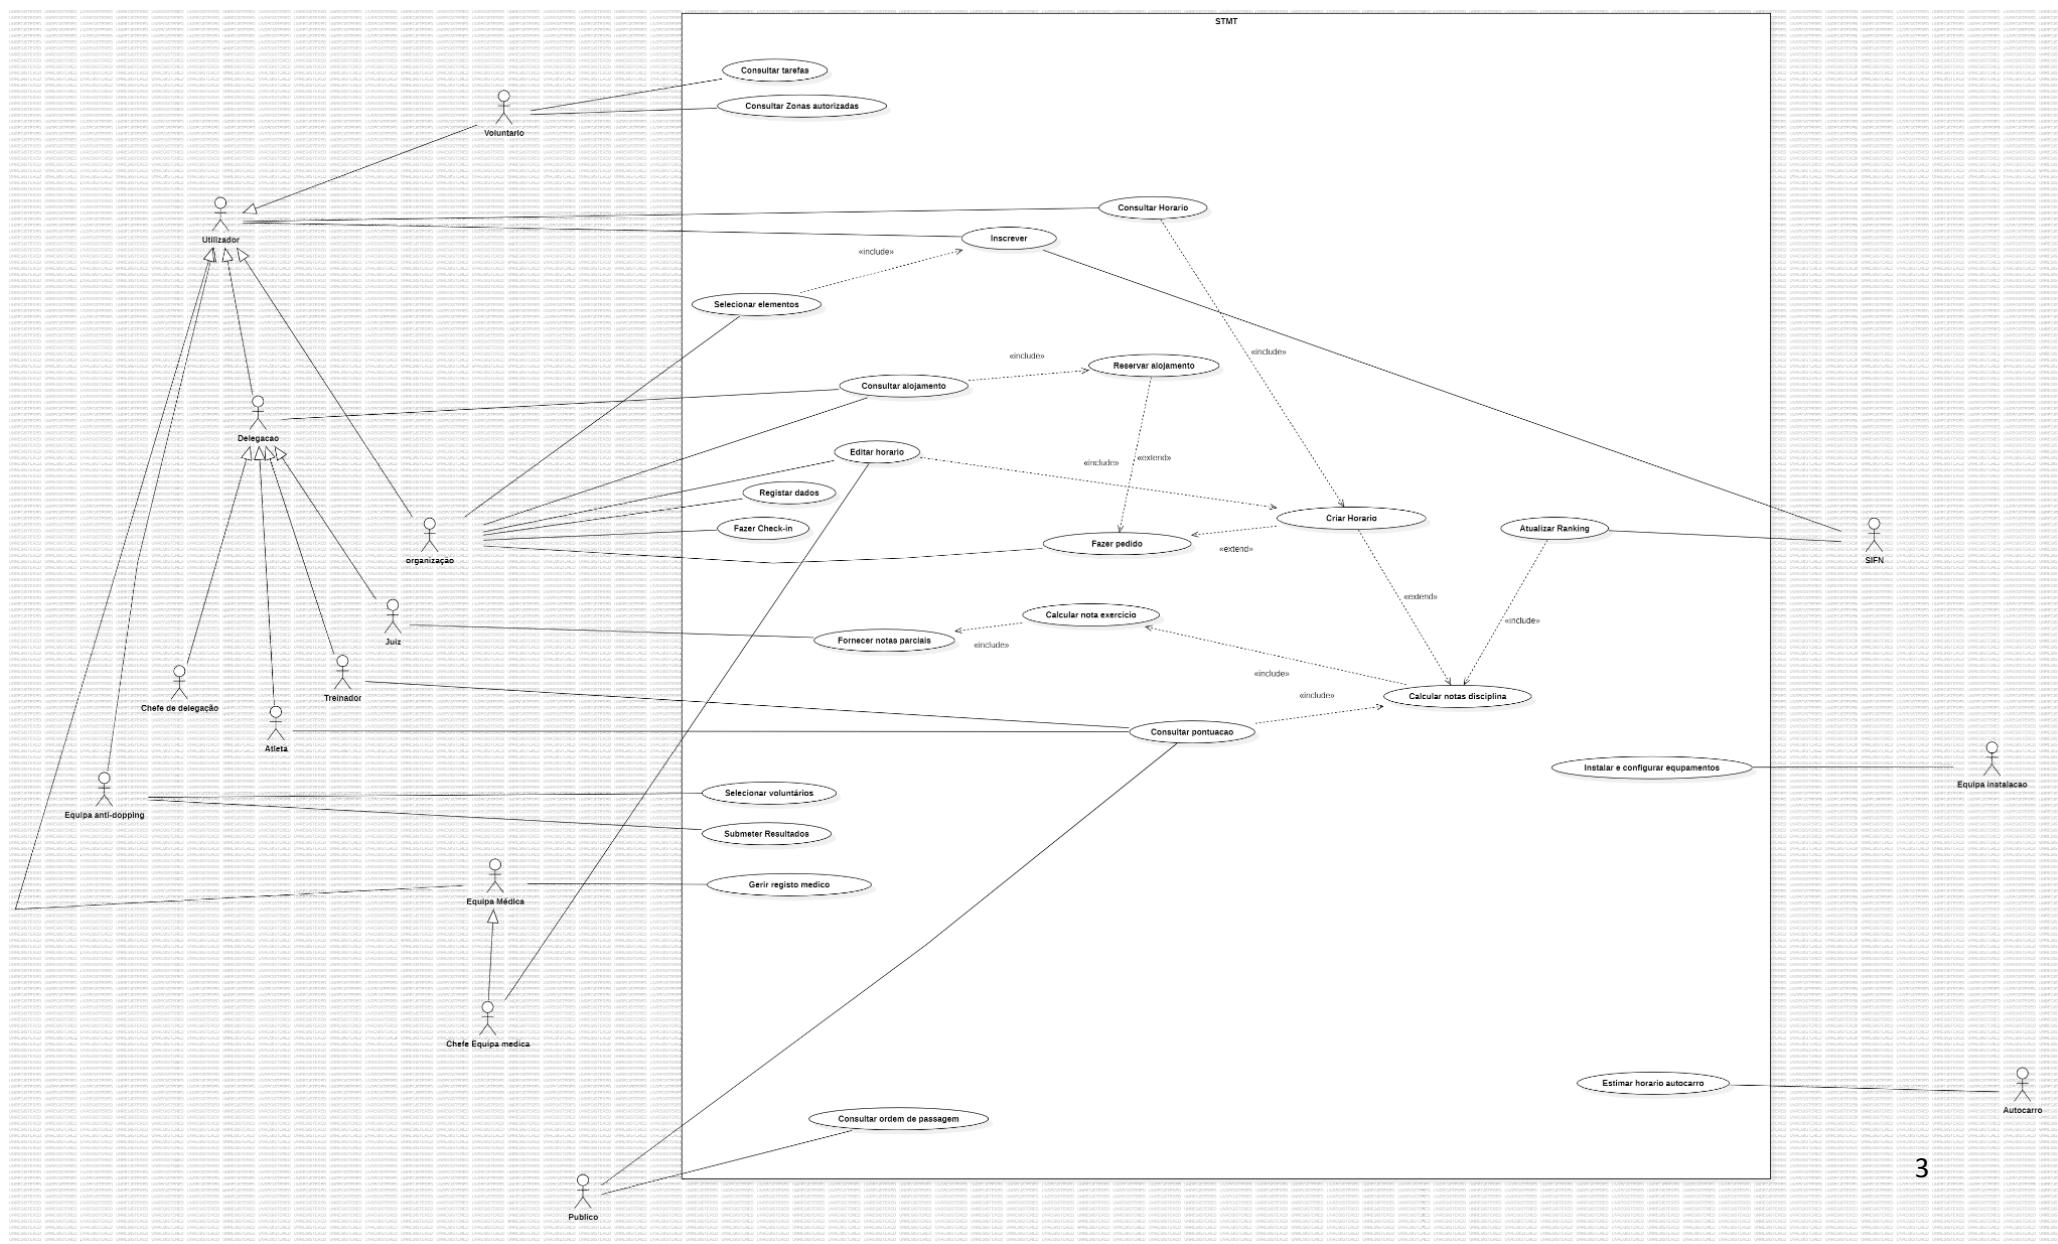 STMT
Consultar tarefas
Consultar Zonas autorizadas
Voluntario
Consultar Horario
Utilizador
Inscrever
«include»
Selecionar elementos
«include»
«include»
Reservar alojamento
Consultar alojamento
Delegacao
Editar horario
«include»
«extend»
Registar dados
Criar Horario
Fazer Check-in
Atualizar Ranking
Fazer pedido
«extend»
organização
SIFN
«extend»
Calcular nota exercicio
«include»
Juiz
Fornecer notas parciais
«include»
«include»
«include»
Treinador
Calcular notas disciplina
Chefe de delegação
Consultar pontuacao
Atleta
Instalar e configurar equpamentos
Equipa instalacao
Selecionar voluntários
Equipa anti-dopping
Submeter Resultados
Gerir registo medico
Equipa Médica
Chefe Equipa medica
Estimar horario autocarro
Autocarro
Consultar ordem de passagem
3
Publico